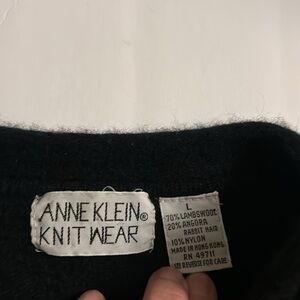 ANNE KLEIN®
KNIT WEAR
L
70% LAMBSWOOL
20% ANGORA
RABBIT HAIR
10% NYLON
MADE IN HONG KONG
RN 49711
SEE REVERSE FOR CARE